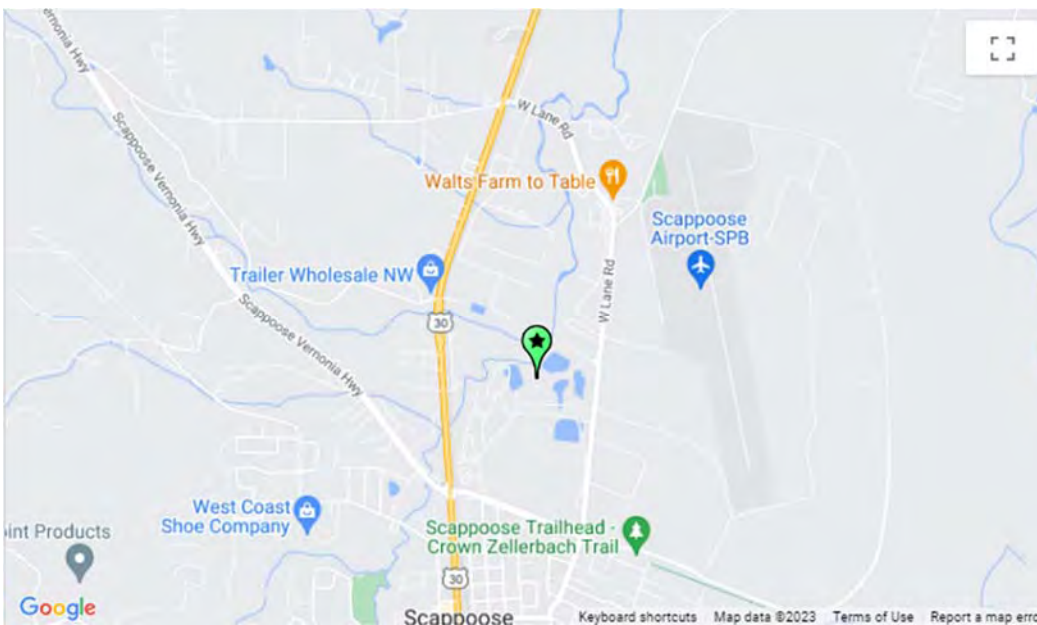 Vernonia Hwy
Scappoose Vernonia Hwy
W Lane Rd
Walts Farm to Table
Scappoose
Airport-SPB
Trailer Wholesale NW
W Lane Rd
Scappoose Vernonia Hwy
30
West Coast
Shoe Company
Scappoose Trailhead -
Crown Zellerbach Trail
oint Products
30
Google
Scappoose
Keyboard shortcuts Map data ©2023 Terms of Use Report a map erro